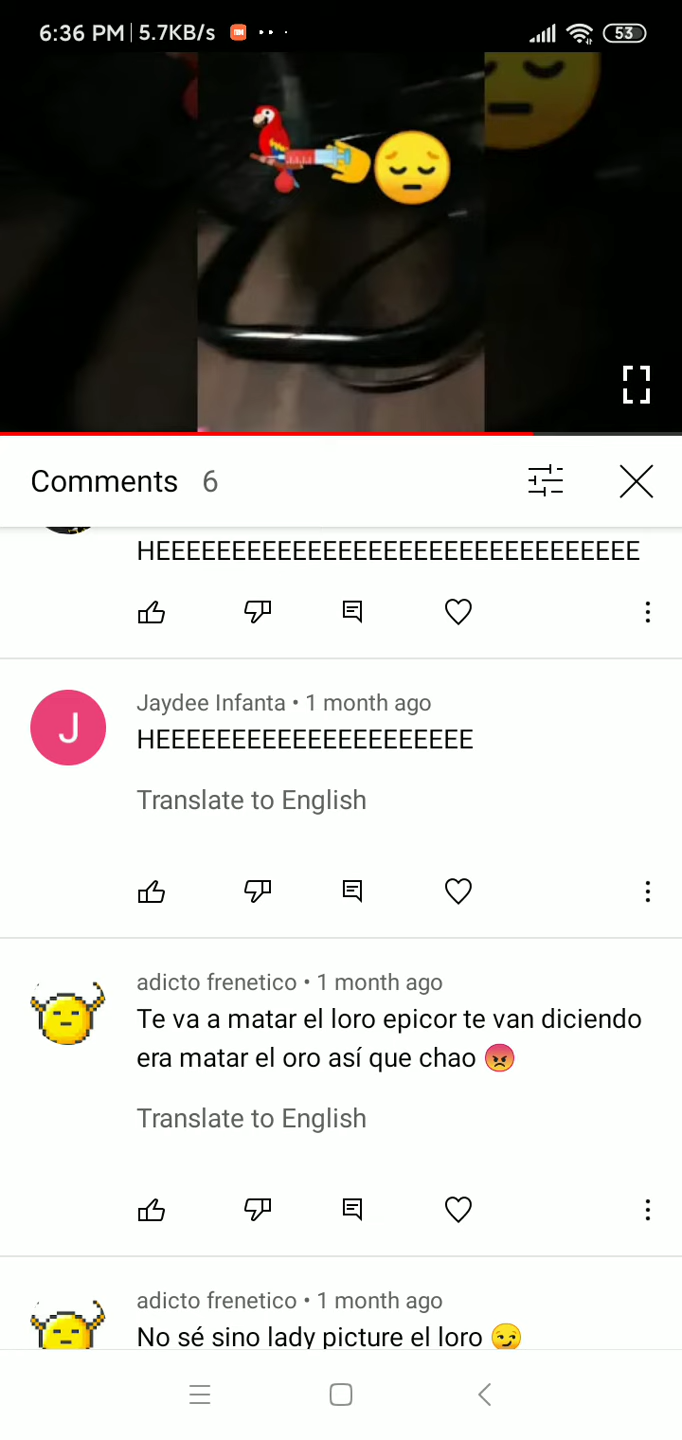 6:36 PM | 5.7KB/s
53
Comments 6
HEEEEEEEEEEEEEEEEEEEEEEEEEEEEEEEE
Jaydee Infanta • 1 month ago
HEEEEEEEEEEEEEEEEEEEEE
Translate to English
J
adicto frenetico • 1 month ago
Te va a matar el loro epicor te van diciendo
era matar el oro así que chao 😡
Translate to English
adicto frenetico • 1 month ago
No sé sino lady picture el loro 😏